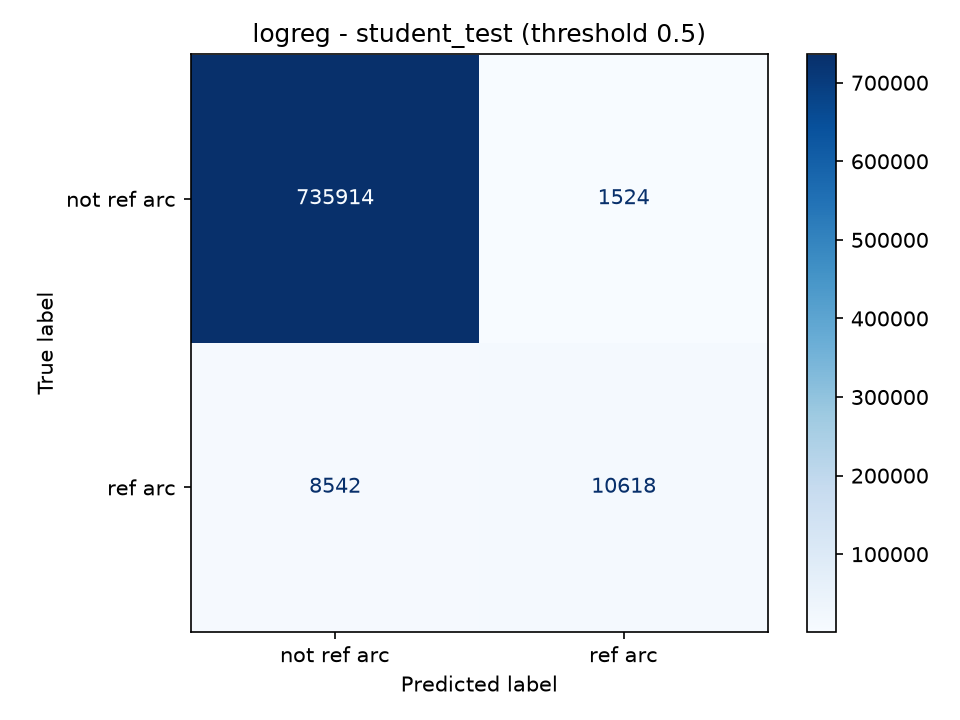 logreg - student_test (threshold 0.5)
True label
not ref arc
ref arc
735914
1524
8542
10618
not ref arc
ref arc
Predicted label
700000
600000
500000
400000
300000
200000
100000